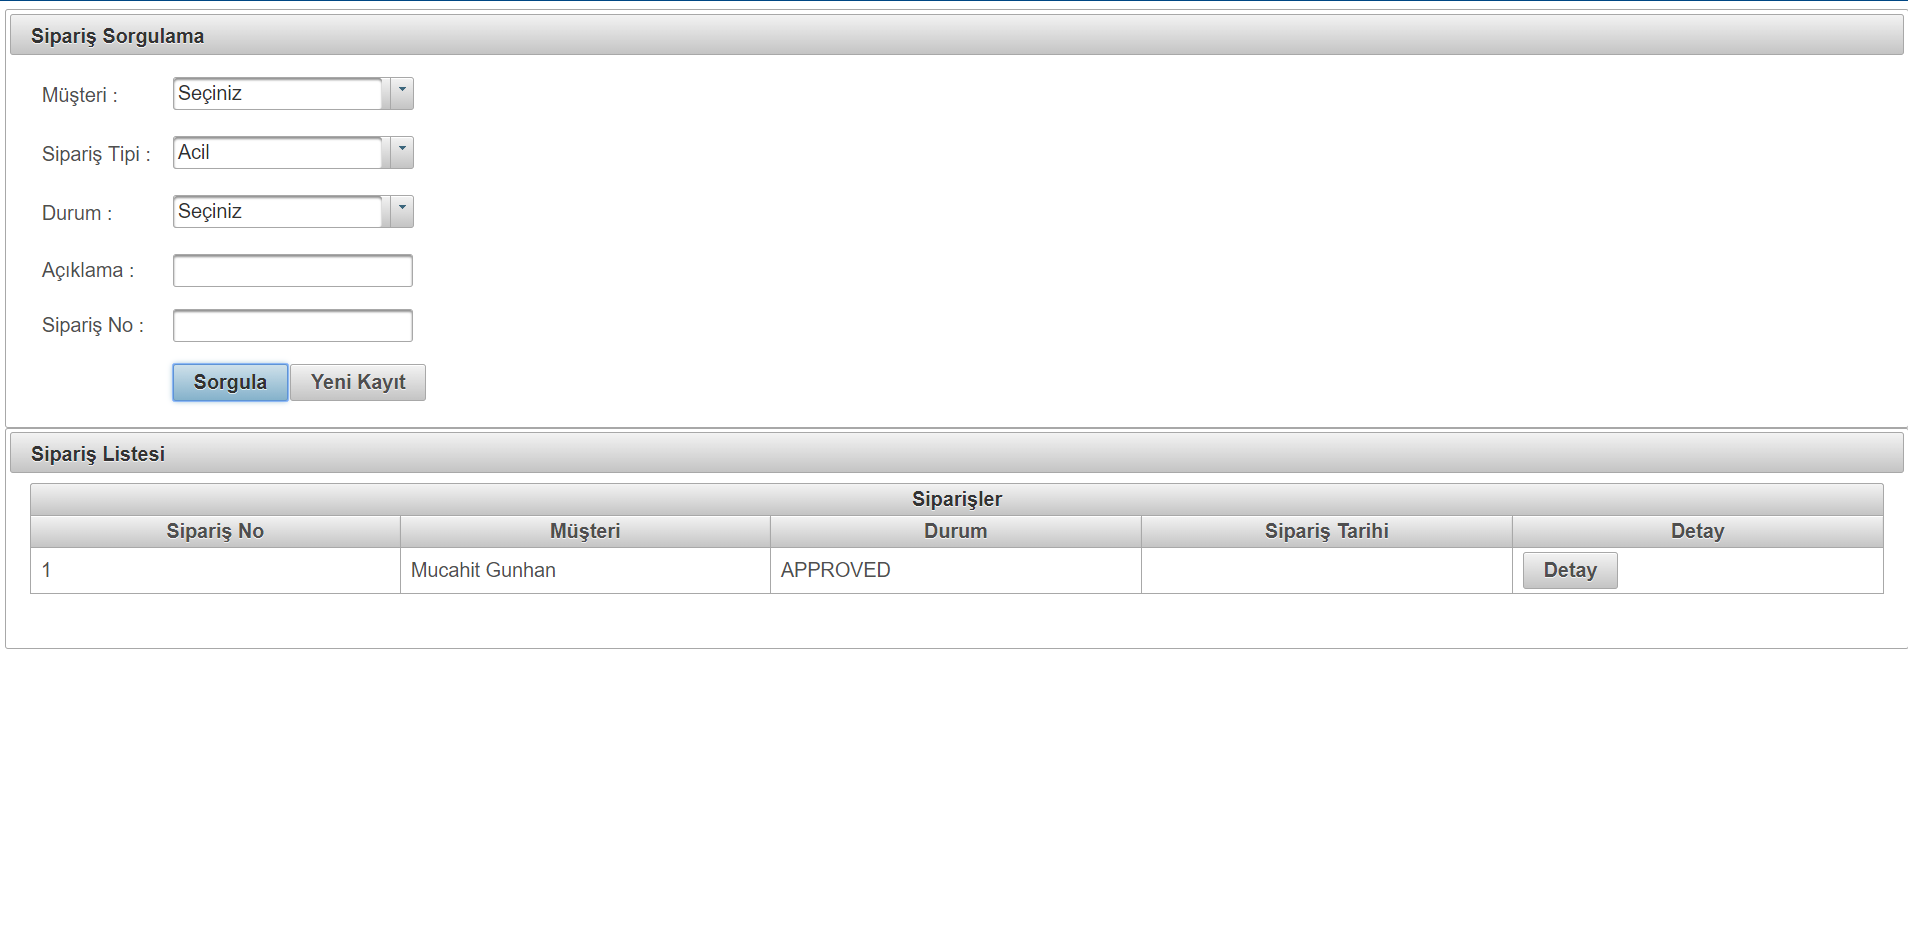 Sipariş Sorgulama
Müşteri : Seçiniz
Sipariş Tipi : Acil
Durum : Seçiniz
Açıklama :
Sipariş No :
Sorgula Yeni Kayıt
Sipariş Listesi
Siparişler
Sipariş No Müşteri Durum Sipariş Tarihi Detay
1 Mucahit Gunhan APPROVED Detay